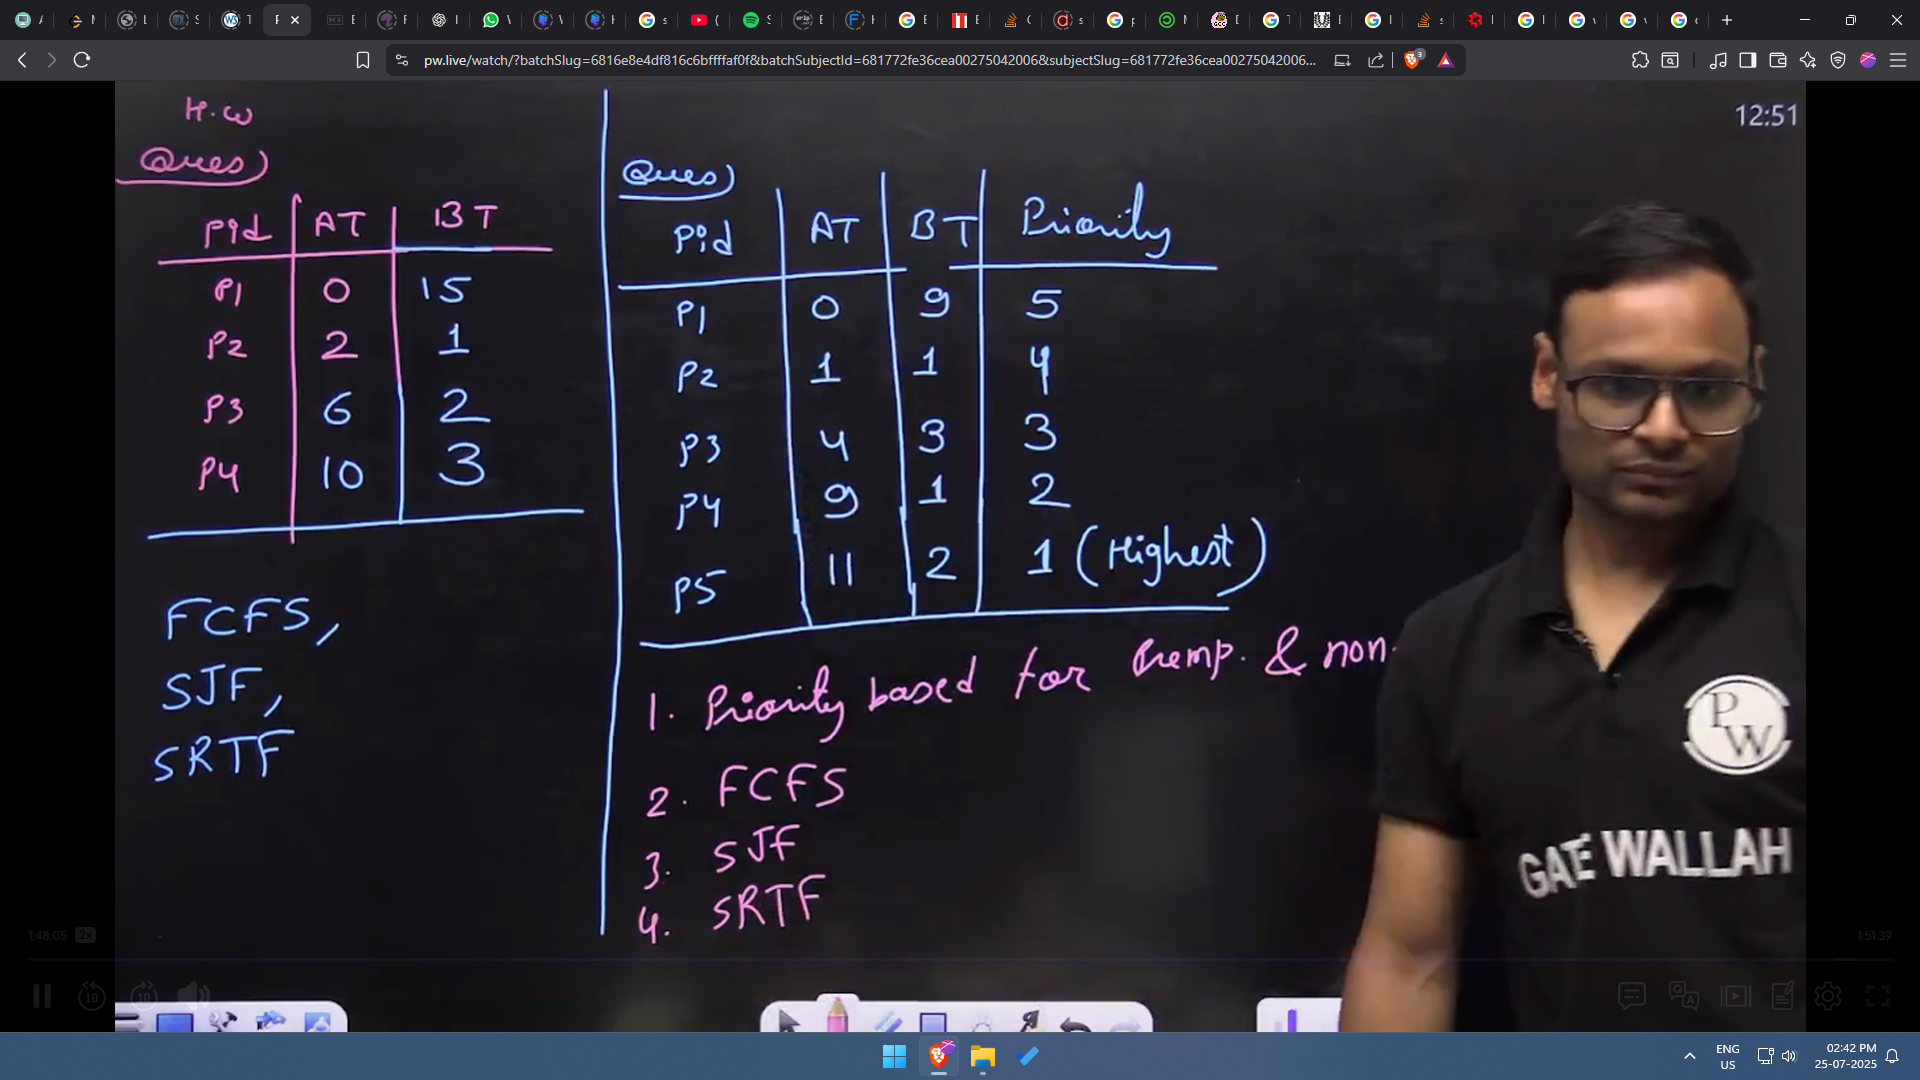 pw.live/watch/?batchSlug=6816e8e4df816c6bffffaf0f&batchSubjectId=681772fe36cea00275042006&subjectSlug=681772fe36cea00275042006...
3
12:51
H.W
Ques)
Pid AT BT
P1 0 15
P2 2 1
P3 6 2
P4 10 3
FCFS,
SJF,
SRTF
Ques)
Pid AT BT Priority
P1 0 9 5
P2 1 1 4
P3 4 3 3
P4 9 1 2
P5 11 2 1 (Highest)
1. Priority based for Premp. & non.
2. FCFS
3. SJF
4. SRTF
PW
GATE WALLAH
1:48:05 2x
1:51:39
10 10
ENG
US
02:42 PM
25-07-2025